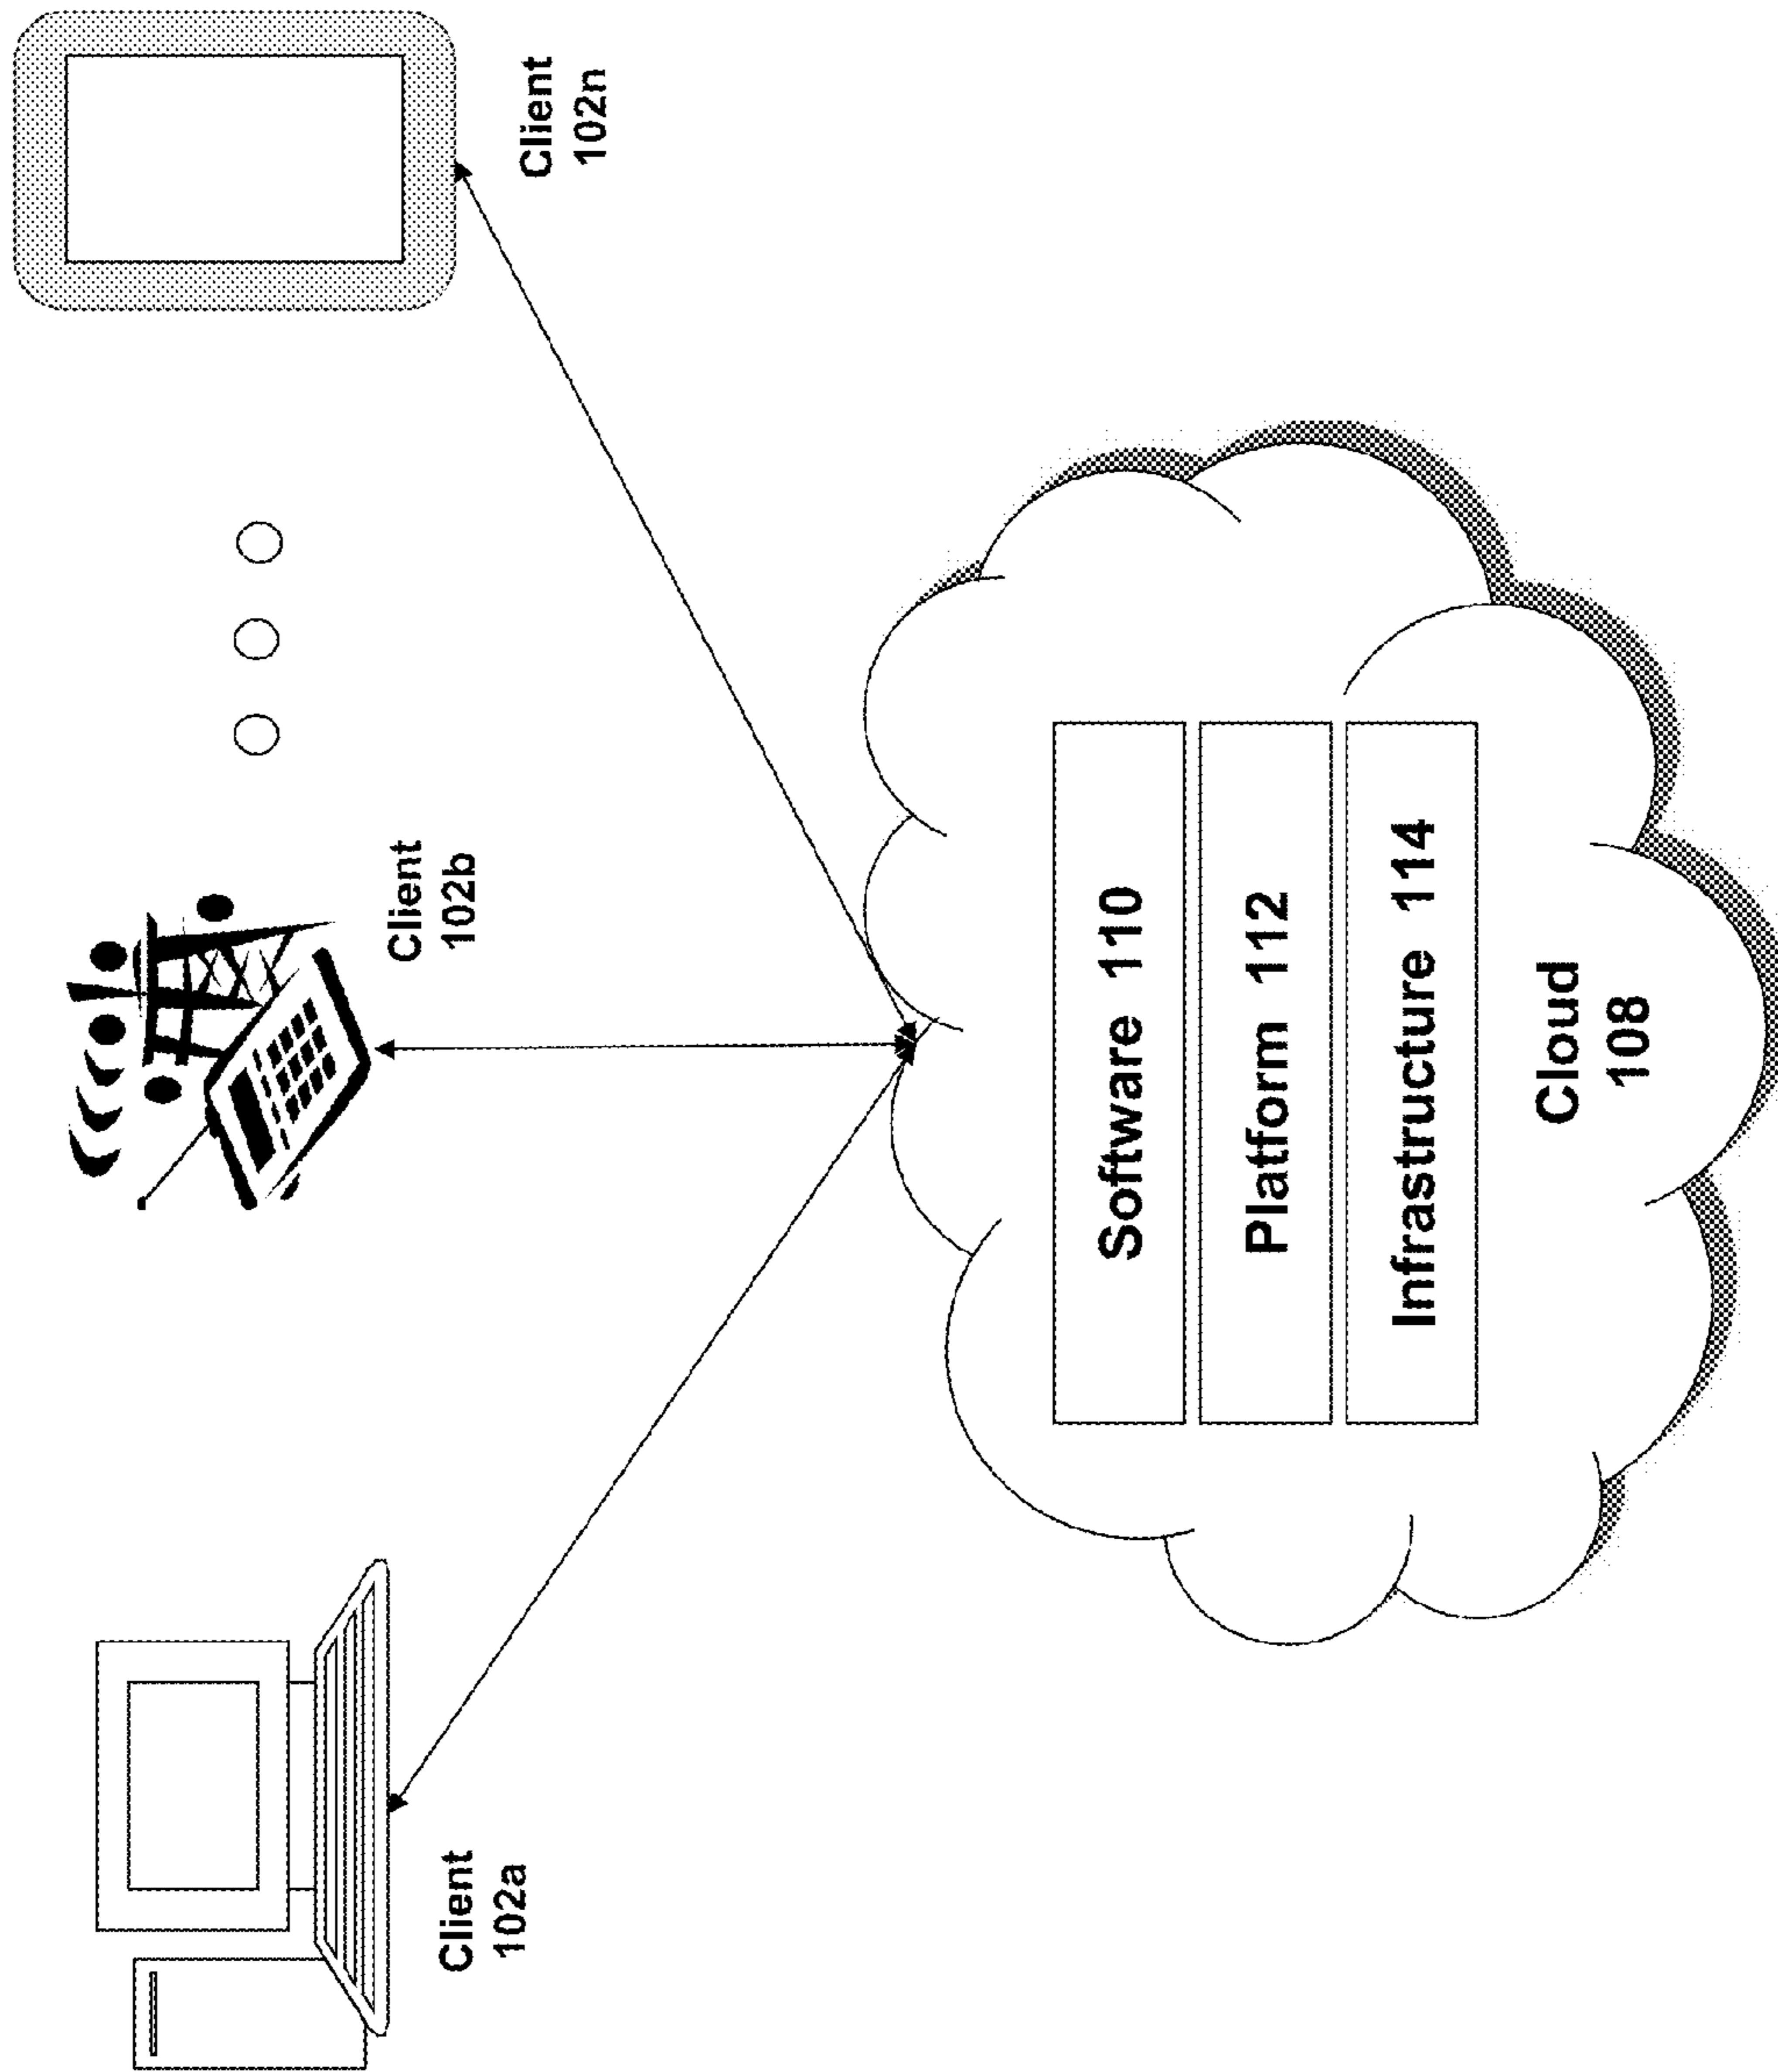 Client
102a
Client
102b
Client
102n
Software 110
Platform 112
Infrastructure 114
Cloud
108